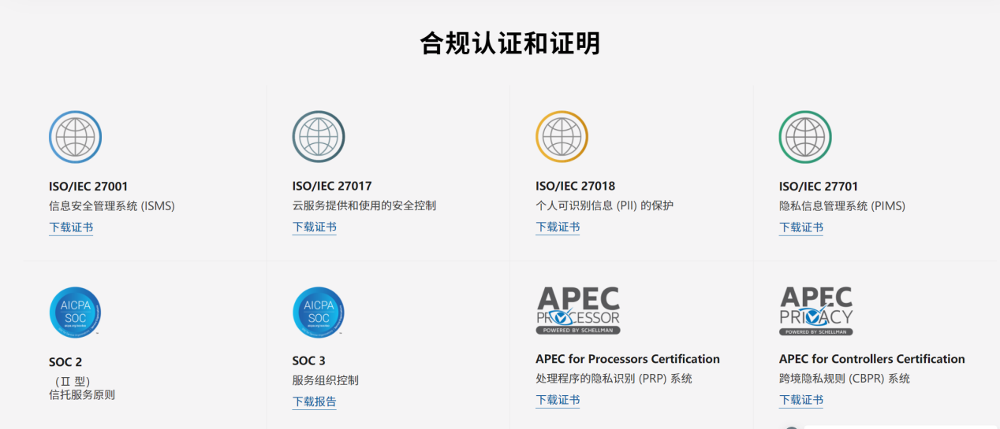 合规认证和证明
ISO/IEC 27001
信息安全管理系统 (ISMS)
下载证书
ISO/IEC 27017
云服务提供和使用的安全控制
下载证书
ISO/IEC 27018
个人可识别信息 (PII) 的保护
下载证书
ISO/IEC 27701
隐私信息管理系统 (PIMS)
下载证书
AICPA
SOC
SOC 2
（Ⅱ 型）
信托服务原则
AICPA
SOC
SOC 3
服务组织控制
下载报告
APEC
PROCESSOR
POWERED BY SCHELLMAN
APEC for Processors Certification
处理程序的隐私识别 (PRP) 系统
下载证书
APEC
PRIVACY
POWERED BY SCHELLMAN
APEC for Controllers Certification
跨境隐私规则 (CBPR) 系统
下载证书